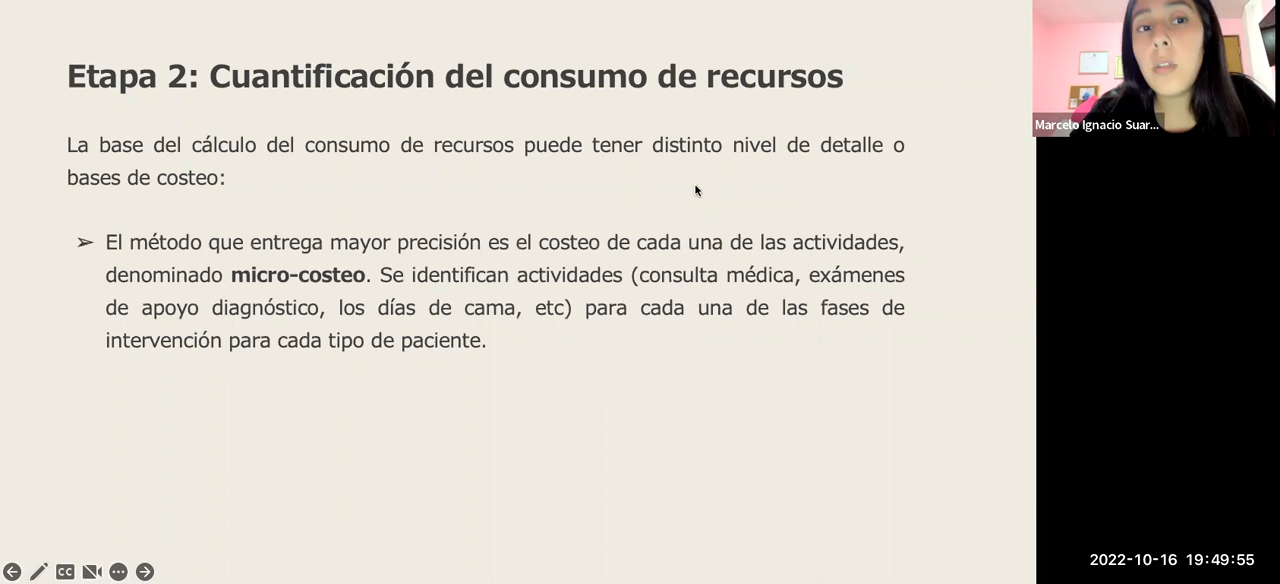 Etapa 2: Cuantificación del consumo de recursos
La base del cálculo del consumo de recursos puede tener distinto nivel de detalle o
bases de costeo:
➢ El método que entrega mayor precisión es el costeo de cada una de las actividades,
denominado micro-costeo. Se identifican actividades (consulta médica, exámenes
de apoyo diagnóstico, los días de cama, etc) para cada una de las fases de
intervención para cada tipo de paciente.
Marcelo Ignacio Suar...
CC
2022-10-16 19:49:55